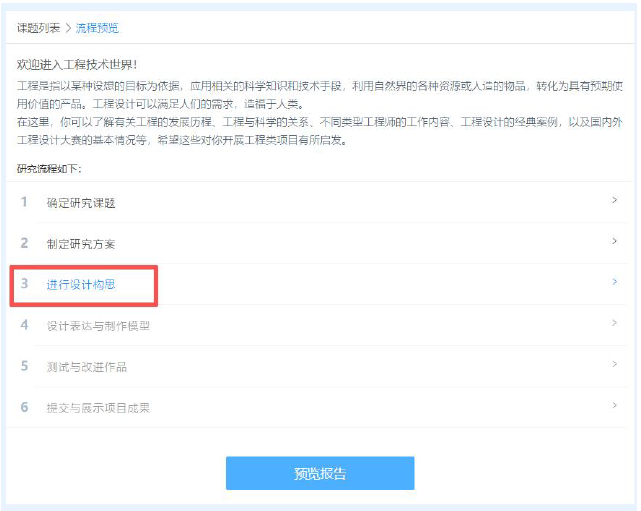 课题列表 > 流程预览
欢迎进入工程技术世界！
工程是指以某种设想的目标为依据，应用相关的科学知识和技术手段，利用自然界的各种资源或人造的物品，转化为具有预期使
用价值的产品。工程设计可以满足人们的需求，造福于人类。
在这里，你可以了解有关工程的发展历程、工程与科学的关系、不同类型工程师的工作内容、工程设计的经典案例，以及国内外
工程设计大赛的基本情况等，希望这些对你开展工程类项目有所启发。
研究流程如下：
1 确定研究课题 >
2 制定研究方案 >
3 进行设计构思 >
4 设计表达与制作模型 >
5 测试与改进作品 >
6 提交与展示项目成果 >
预览报告